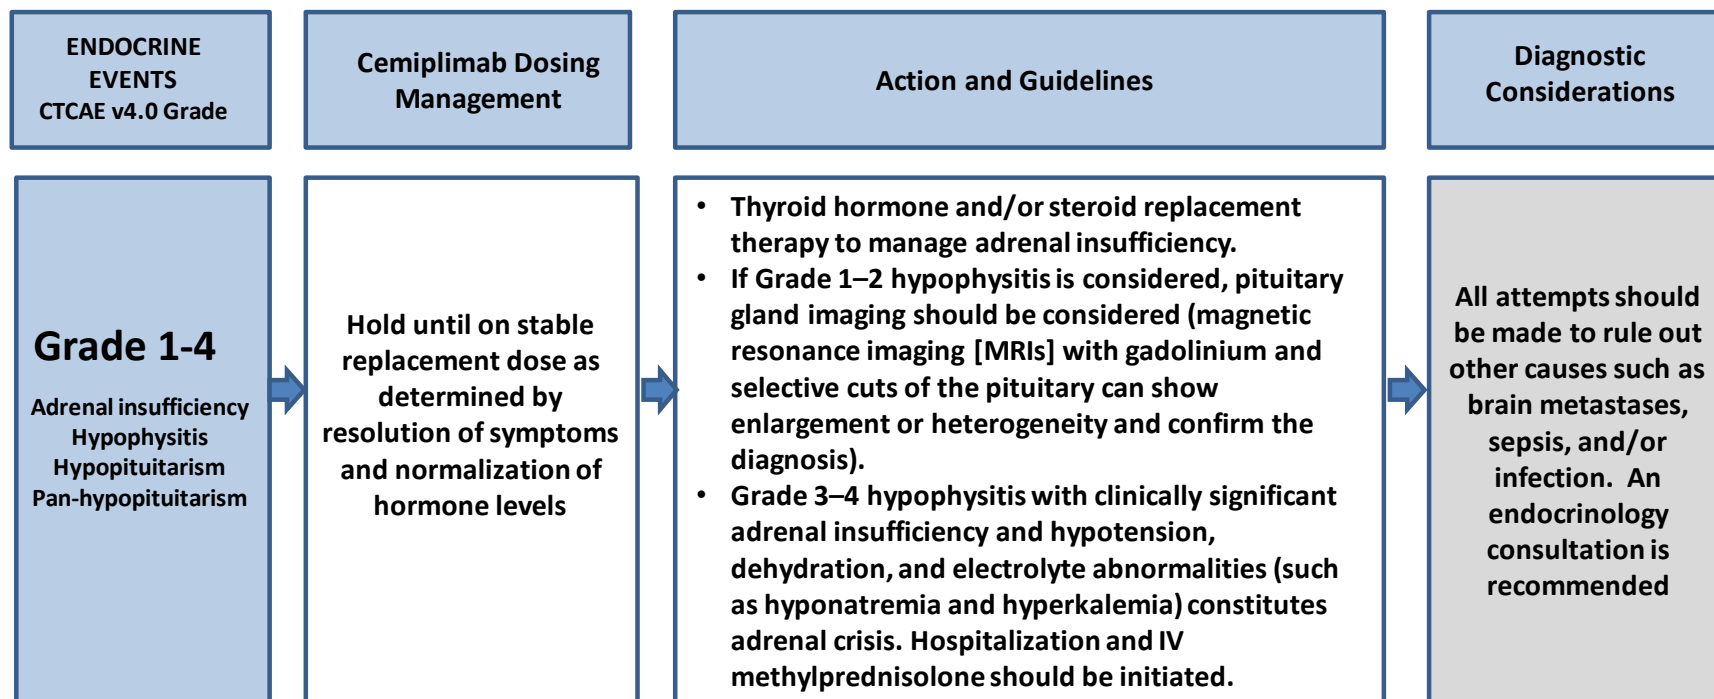 ENDOCRINE
EVENTS
CTCAE v4.0 Grade
Cemiplimab Dosing
Management
Action and Guidelines
Diagnostic
Considerations
Grade 1-4
Adrenal insufficiency
Hypophysitis
Hypopituitarism
Pan-hypopituitarism
Hold until on stable
replacement dose as
determined by
resolution of symptoms
and normalization of
hormone levels
• Thyroid hormone and/or steroid replacement
therapy to manage adrenal insufficiency.
• If Grade 1–2 hypophysitis is considered, pituitary
gland imaging should be considered (magnetic
resonance imaging [MRIs] with gadolinium and
selective cuts of the pituitary can show
enlargement or heterogeneity and confirm the
diagnosis).
• Grade 3–4 hypophysitis with clinically significant
adrenal insufficiency and hypotension,
dehydration, and electrolyte abnormalities (such
as hyponatremia and hyperkalemia) constitutes
adrenal crisis. Hospitalization and IV
methylprednisolone should be initiated.
All attempts should
be made to rule out
other causes such as
brain metastases,
sepsis, and/or
infection. An
endocrinology
consultation is
recommended